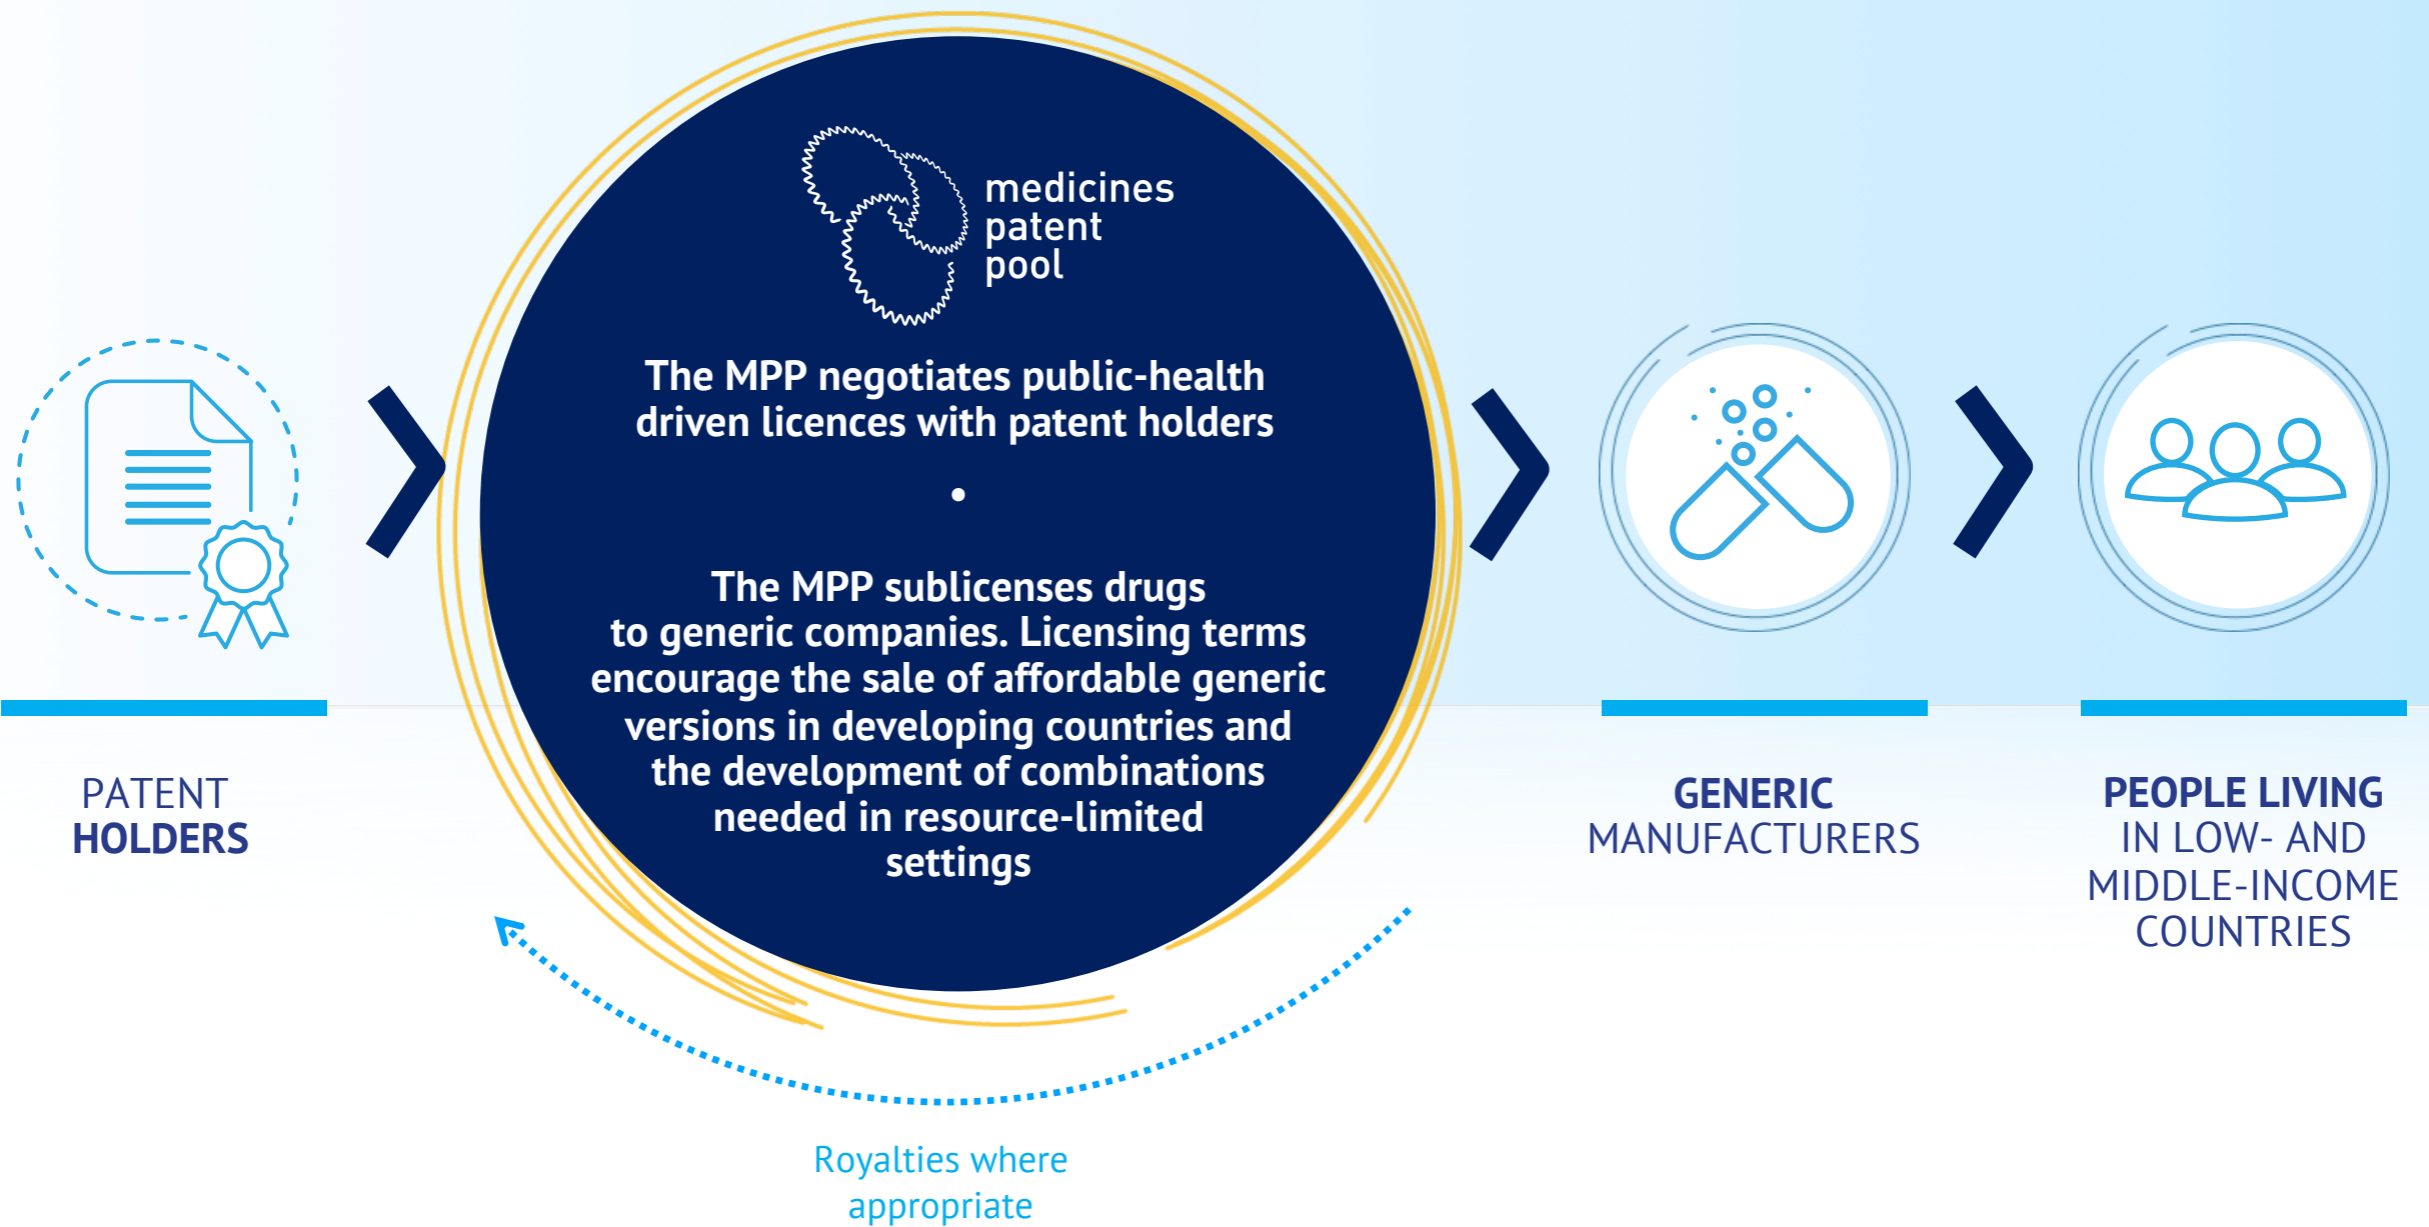 medicines
patent
pool
The MPP negotiates public-health
driven licences with patent holders
•
The MPP sublicenses drugs
to generic companies. Licensing terms
encourage the sale of affordable generic
versions in developing countries and
the development of combinations
needed in resource-limited
settings
PATENT
HOLDERS
GENERIC
MANUFACTURERS
PEOPLE LIVING
IN LOW- AND
MIDDLE-INCOME
COUNTRIES
Royalties where
appropriate